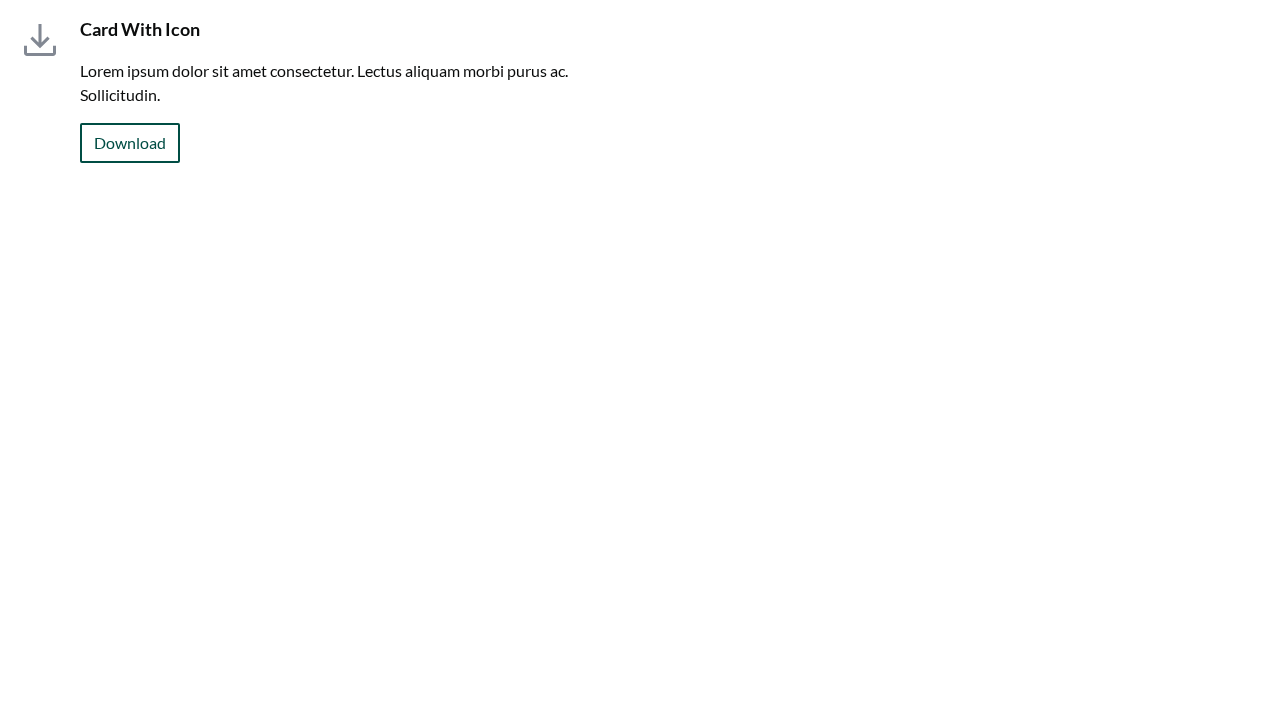 Card With Icon
Lorem ipsum dolor sit amet consectetur. Lectus aliquam morbi purus ac.
Sollicitudin.
Download